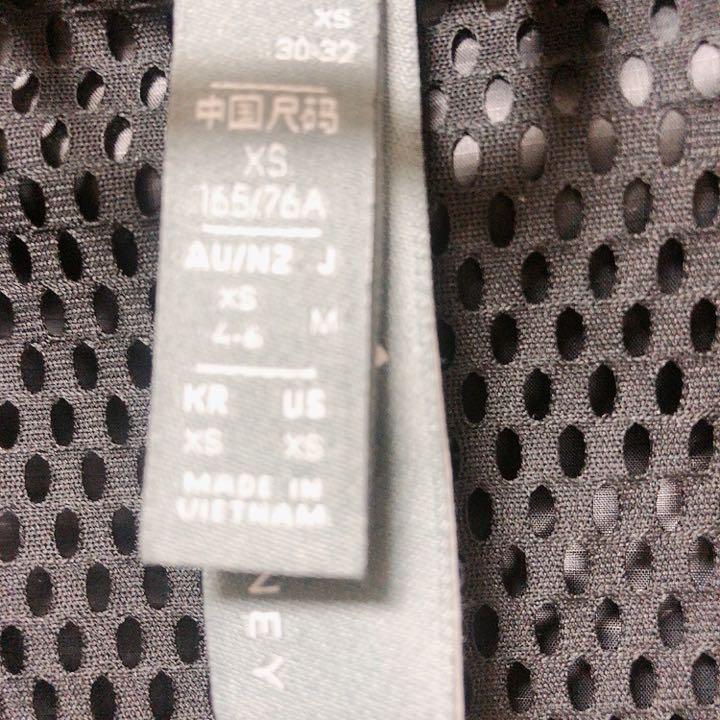 XS
30-32
中国尺码
XS
165/76A
AU/NZ J
XS M
4-6
KR US
XS XS
MADE IN
VIETNAM
NEY